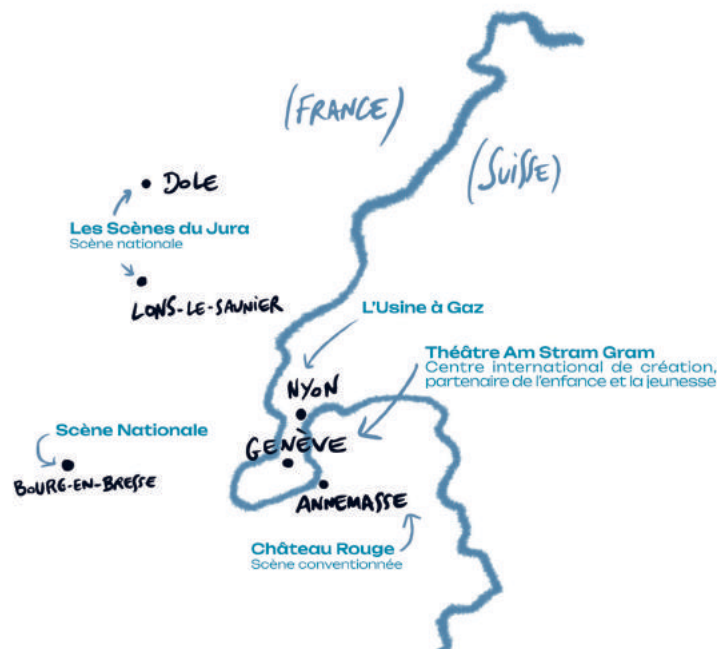 (FRANCE)
(SUISSE)
DOLE
Les Scènes du Jura
Scène nationale
LONS-LE-SAUNIER
L'Usine à Gaz
Théâtre Am Stram Gram
Centre international de création,
partenaire de l'enfance et la jeunesse
NYON
Scène Nationale
GENÈVE
BOURG-EN-BRESSE
ANNEMASSE
Château Rouge
Scène conventionnée